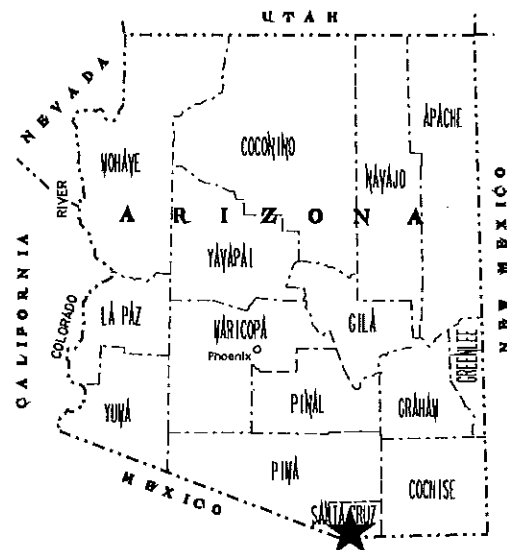 UTAH
NEVADA
APACHE
MOHAVE
COCONINO
NAVAJO
RIVER
ARIZONA
NEW MEXICO
YAVAPAI
CALIFORNIA
COLORADO
LA PAZ
MARICOPA
GILA
Phoenix
GREENLEE
YUMA
PINAL
GRAHAM
PIMA
COCHISE
MEXICO
SANTA CRUZ